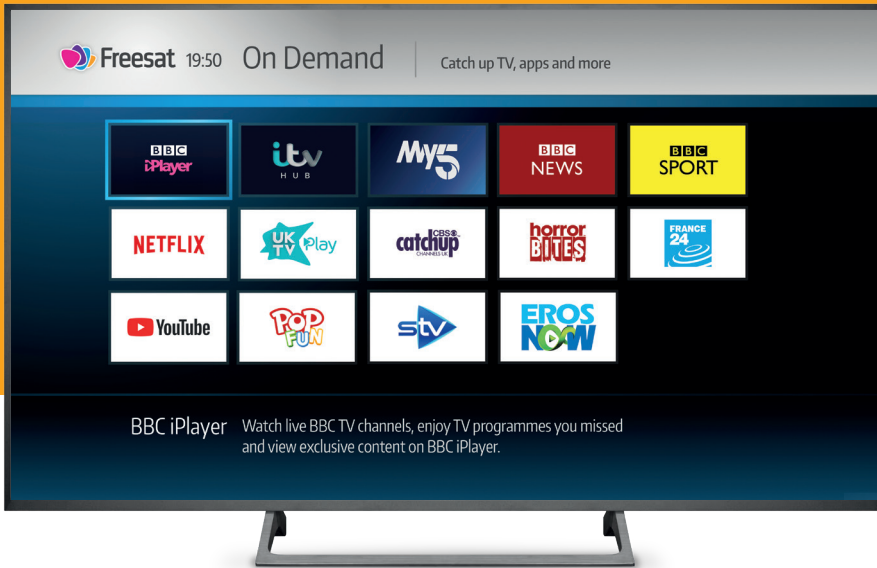 Freesat 19:50 On Demand Catch up TV, apps and more
BBC
iPlayer
itv
HUB
My5
BBC
NEWS
BBC
SPORT
NETFLIX
UK
TV Play
CBS
catchup
CHANNELS UK
horror
BITES
FRANCE
24
YouTube
POP
FUN
stv
EROS
NOW
BBC iPlayer Watch live BBC TV channels, enjoy TV programmes you missed
and view exclusive content on BBC iPlayer.